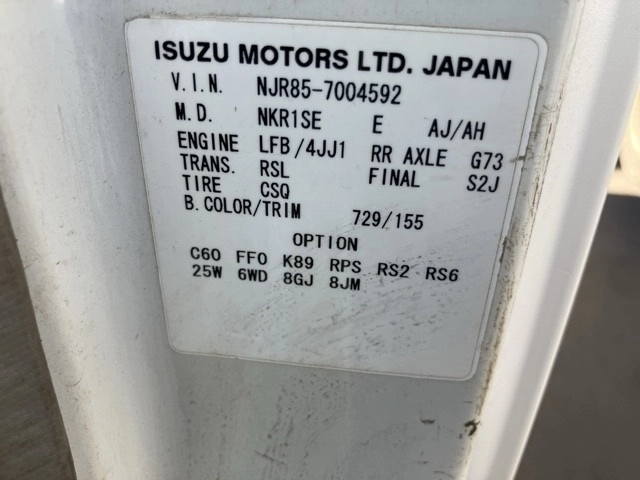 ISUZU MOTORS LTD. JAPAN
V.I.N. NJR85-7004592
M.D. NKR1SE E AJ/AH
ENGINE LFB/4JJ1 RR AXLE G73
TRANS. RSL FINAL S2J
TIRE CSQ
B.COLOR/TRIM 729/155
OPTION
C60 FF0 K89 RPS RS2 RS6
25W 6WD 8GJ 8JM